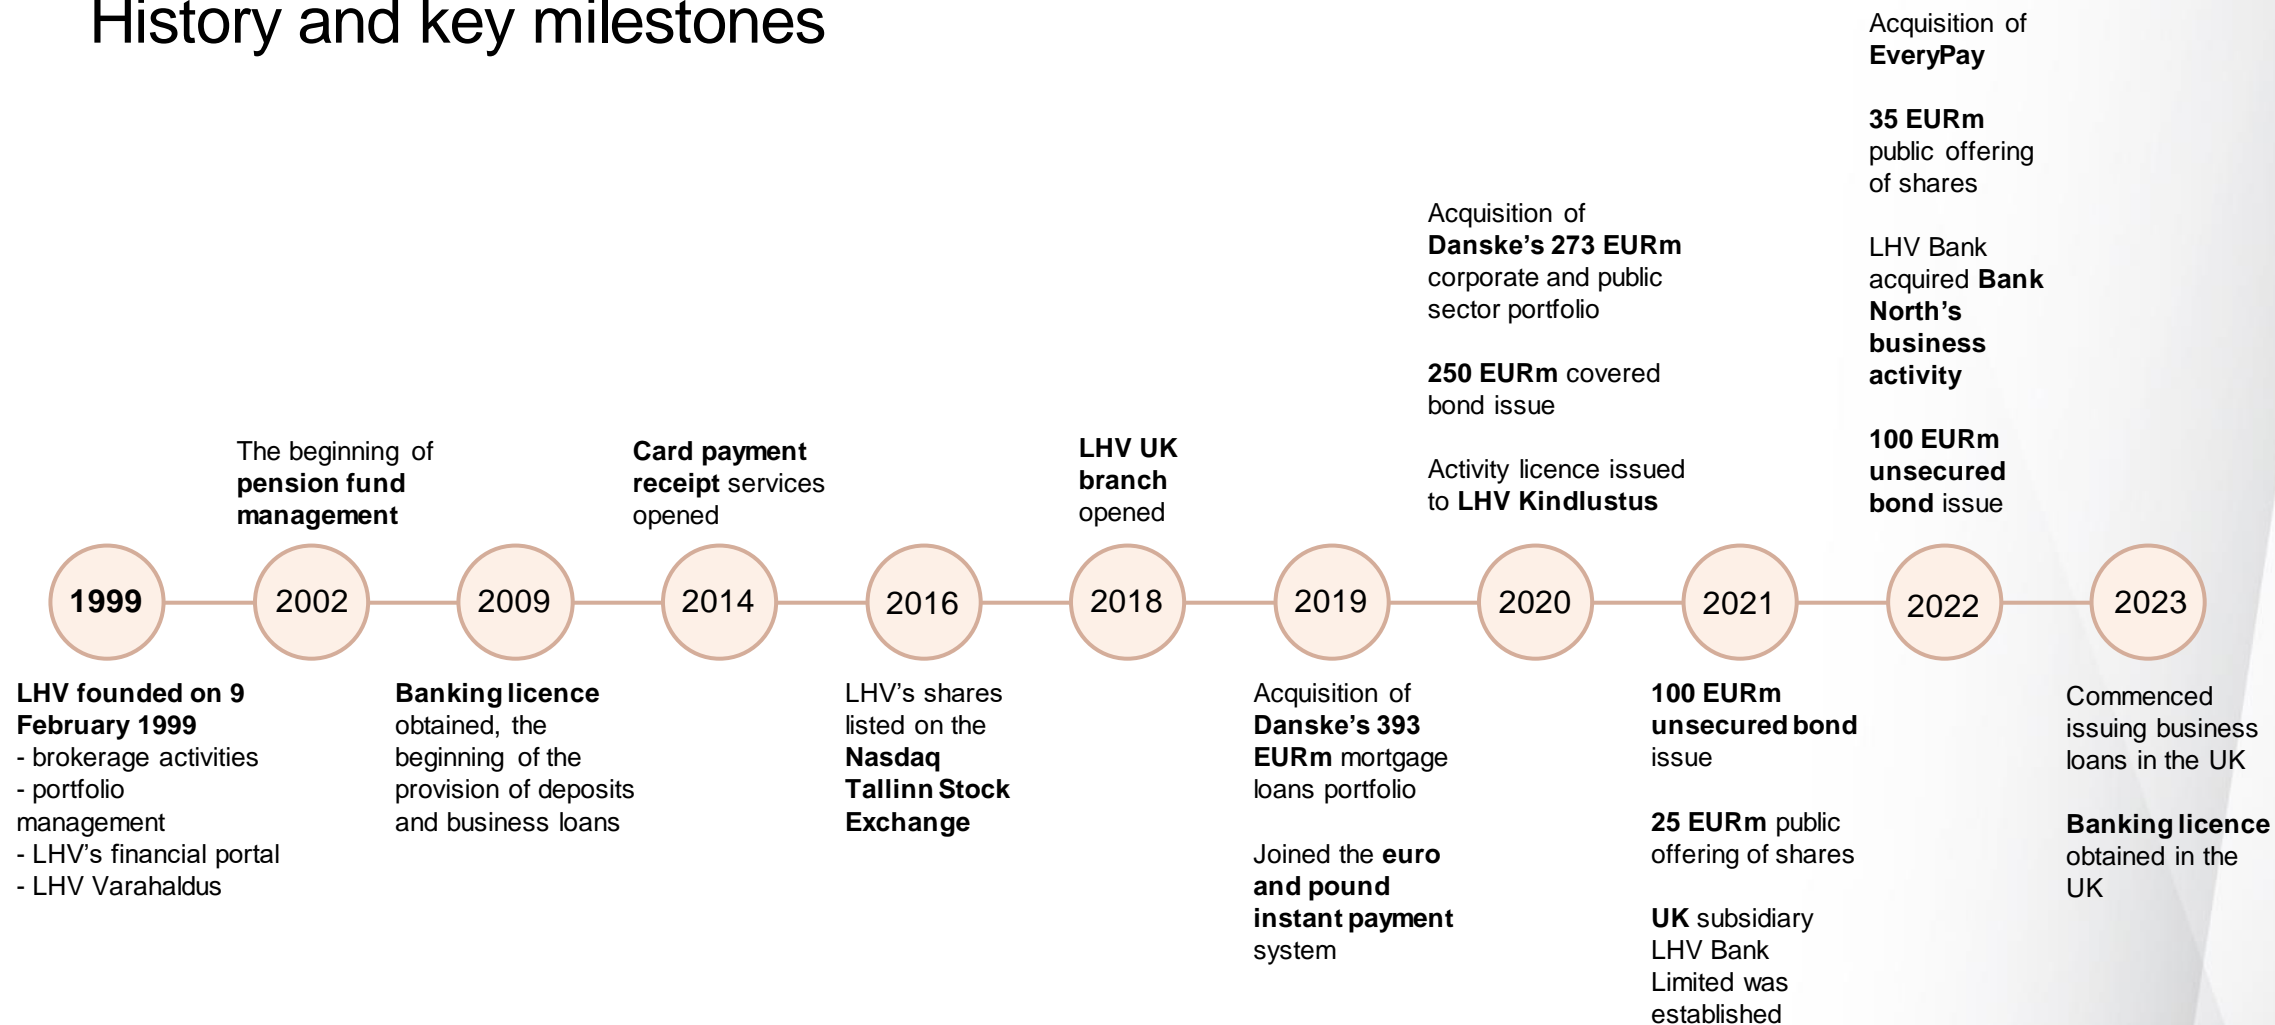 History and key milestones
Acquisition of
EveryPay
35 EURm
public offering
of shares
LHV Bank
acquired Bank
North's
business
activity
100 EURm
unsecured
bond issue
Acquisition of
Danske’s 273 EURm
corporate and public
sector portfolio
250 EURm covered
bond issue
Activity licence issued
to LHV Kindlustus
The beginning of
pension fund
management
Card payment
receipt services
opened
LHV UK
branch
opened
1999
2002
2009
2014
2016
2018
2019
2020
2021
2022
2023
LHV founded on 9
February 1999
- brokerage activities
- portfolio
management
- LHV’s financial portal
- LHV Varahaldus
Banking licence
obtained, the
beginning of the
provision of deposits
and business loans
LHV’s shares
listed on the
Nasdaq
Tallinn Stock
Exchange
Acquisition of
Danske’s 393
EURm mortgage
loans portfolio
Joined the euro
and pound
instant payment
system
100 EURm
unsecured bond
issue
25 EURm public
offering of shares
UK subsidiary
LHV Bank
Limited was
established
Commenced
issuing business
loans in the UK
Banking licence
obtained in the
UK